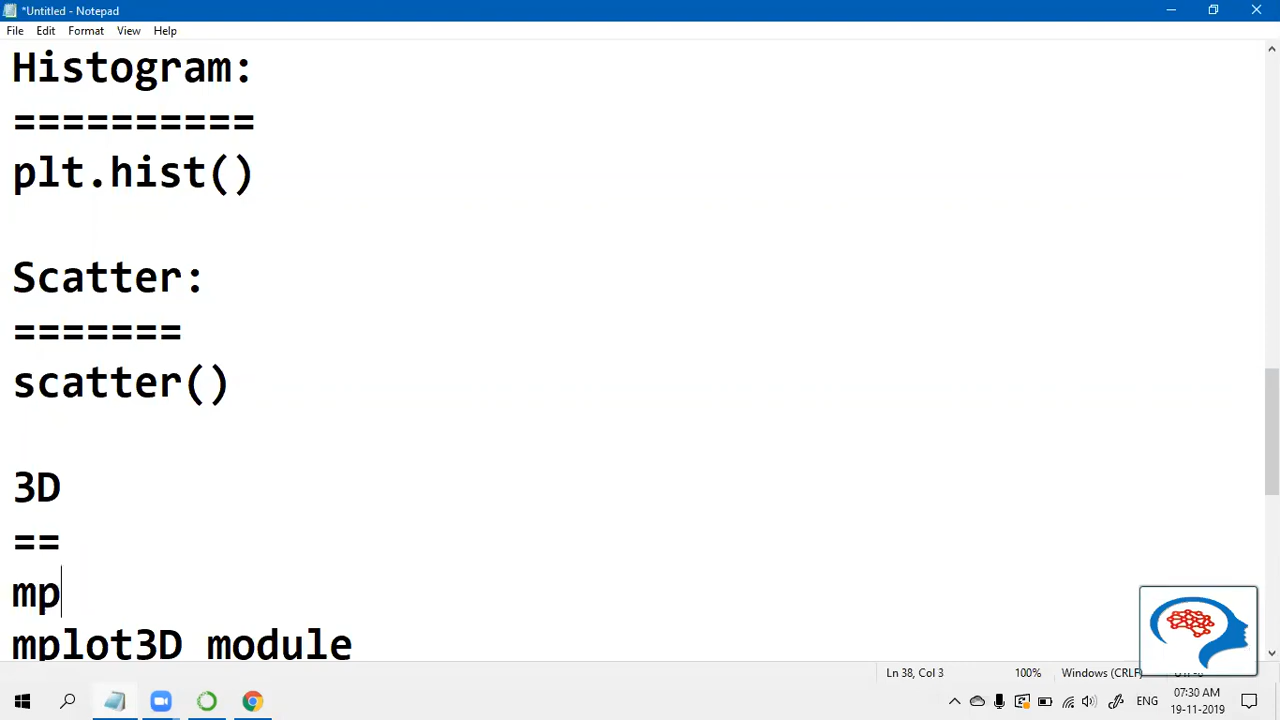 *Untitled - Notepad
File Edit Format View Help
Histogram:
==========
plt.hist()
Scatter:
=======
scatter()
3D
==
mp
mplot3D module
Ln 38, Col 3 100% Windows (CRLF)
ENG 07:30 AM
19-11-2019